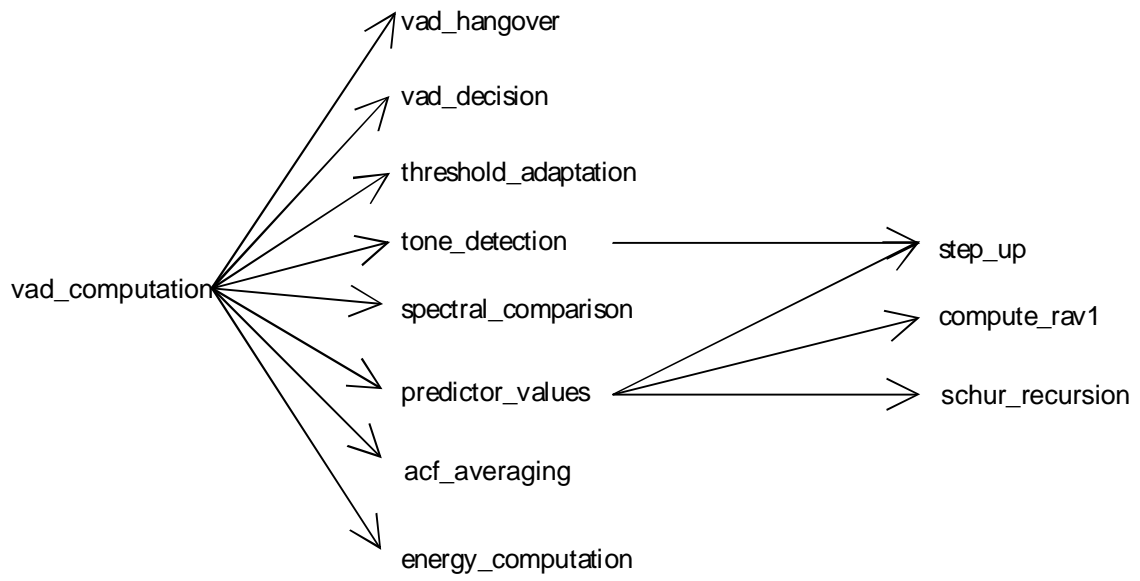 vad_hangover
vad_decision
threshold_adaptation
tone_detection
step_up
vad_computation
spectral_comparison
compute_rav1
predictor_values
schur_recursion
acf_averaging
energy_computation